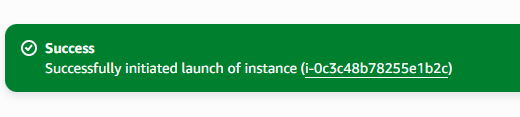 Success
Successfully initiated launch of instance (i-0c3c48b78255e1b2c)